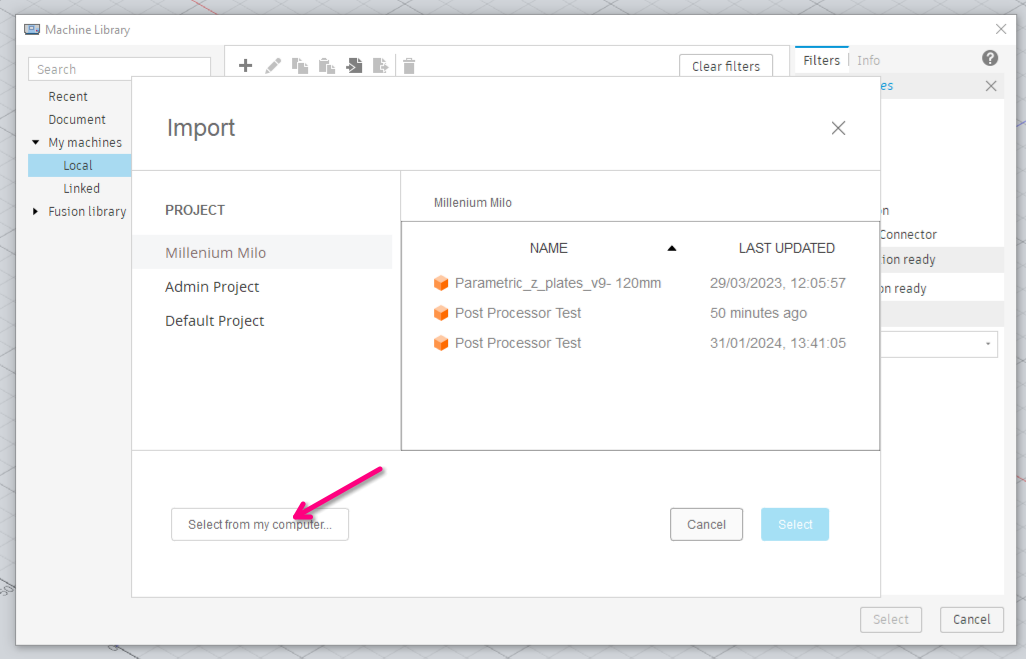 Machine Library
Search
Clear filters
Filters
Info
es
Recent
Document
My machines
Local
Linked
Fusion library
Import
PROJECT
Millenium Milo
Admin Project
Default Project
Millenium Milo
NAME
LAST UPDATED
Parametric_z_plates_v9- 120mm
29/03/2023, 12:05:57
Post Processor Test
50 minutes ago
Post Processor Test
31/01/2024, 13:41:05
on
Connector
ion ready
on ready
Select from my computer...
Cancel
Select
Select
Cancel